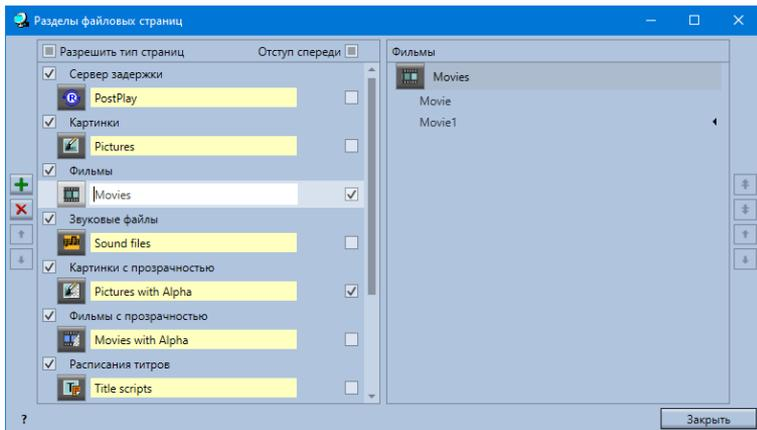 Разделы файловых страниц
Разрешить тип страниц Отступ спереди
Сервер задержки
R PostPlay
Картинки
Pictures
Фильмы
Movies
Звуковые файлы
Sound files
Картинки с прозрачностью
Pictures with Alpha
Фильмы с прозрачностью
Movies with Alpha
Расписания титров
Title scripts
Фильмы
Movies
Movie
Movie1
?
Закрыть